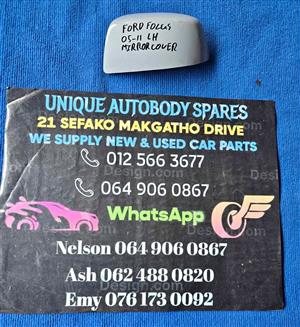 FORD FOCUS
05-11 LH
MIRROR COVER
UNIQUE AUTOBODY SPARES
21 SEFAKO MAKGATHO DRIVE
WE SUPPLY NEW & USED CAR PARTS
012 566 3677
064 906 0867
WhatsApp
Nelson 064 906 0867
Ash 062 488 0820
Emy 076 173 0092